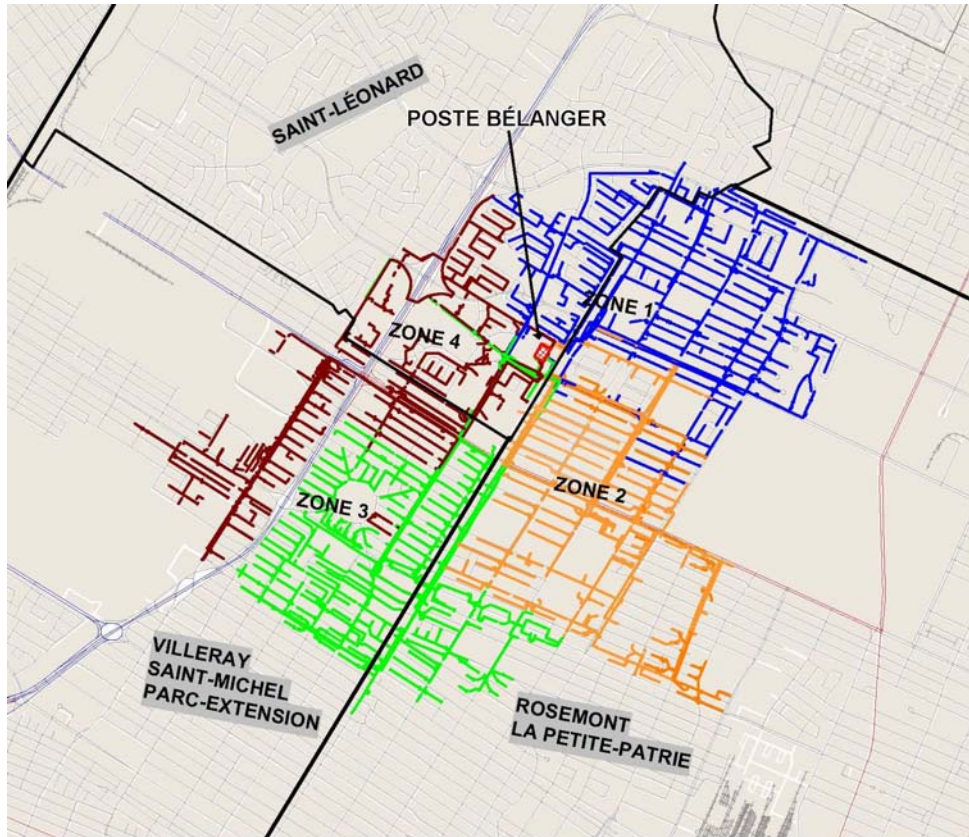 SAINT-LÉONARD
POSTE BÉLANGER
ZONE 1
ZONE 4
ZONE 2
ZONE 3
VILLERAY
SAINT-MICHEL
PARC-EXTENSION
ROSEMONT
LA PETITE-PATRIE